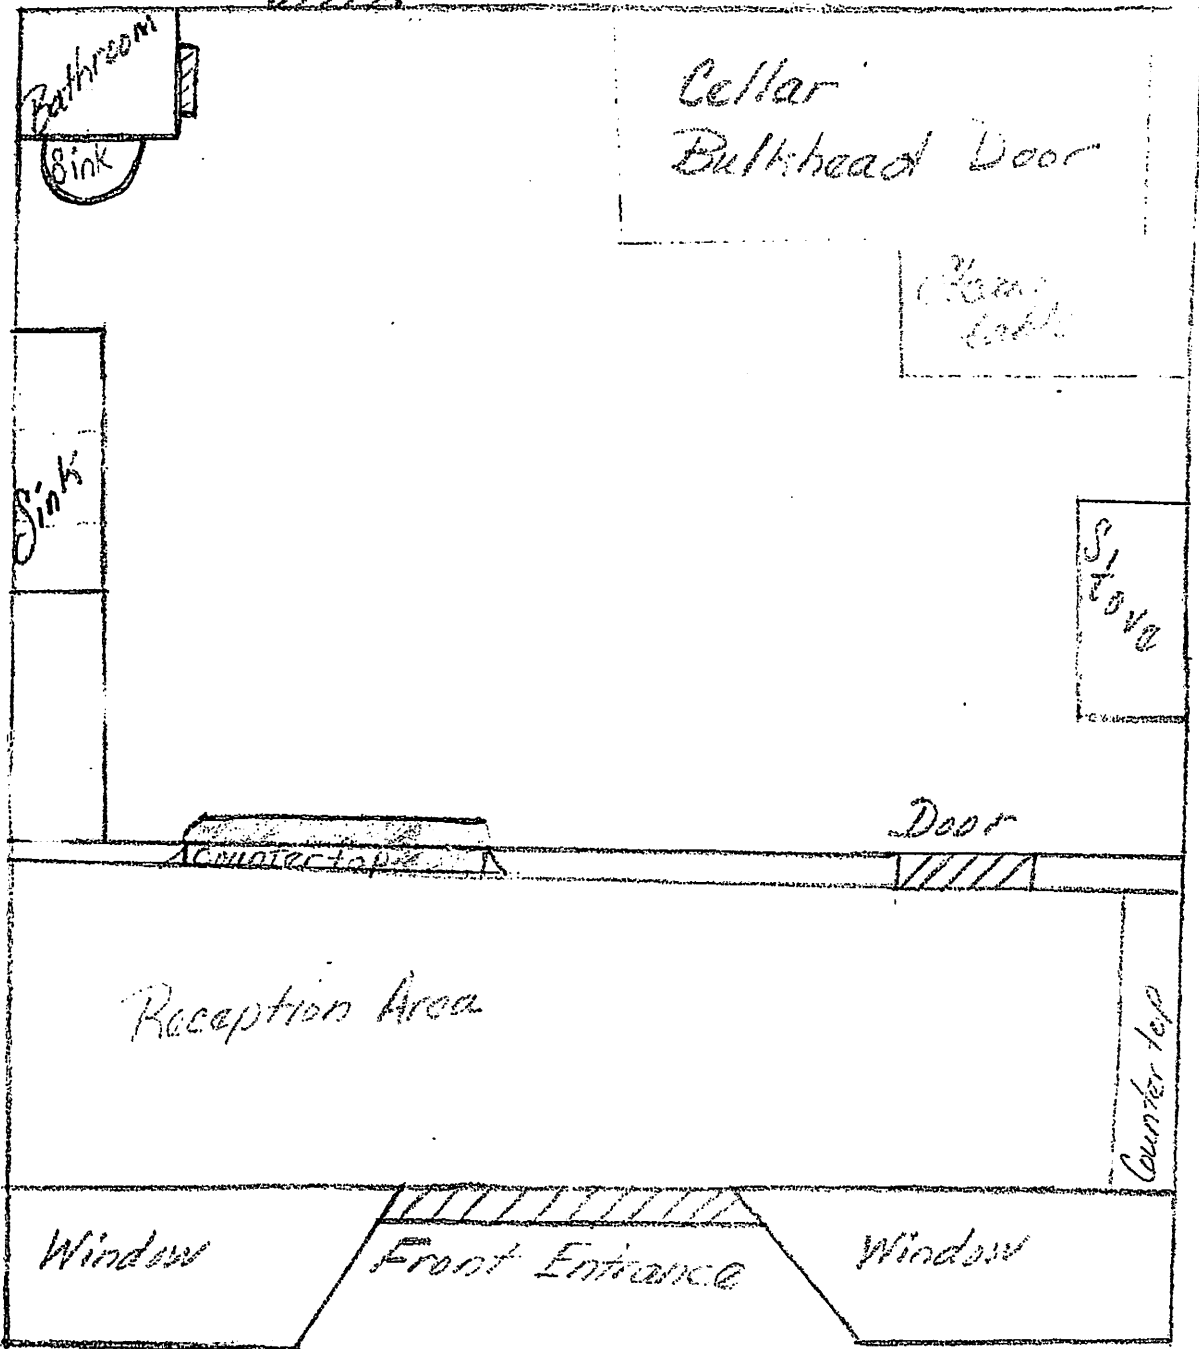 Bathroom
Sink
Cellar
Bulkhead Door
Sink
Stove
Door
Countertop
Reception Area
Counter top
Window
Front Entrance
Window